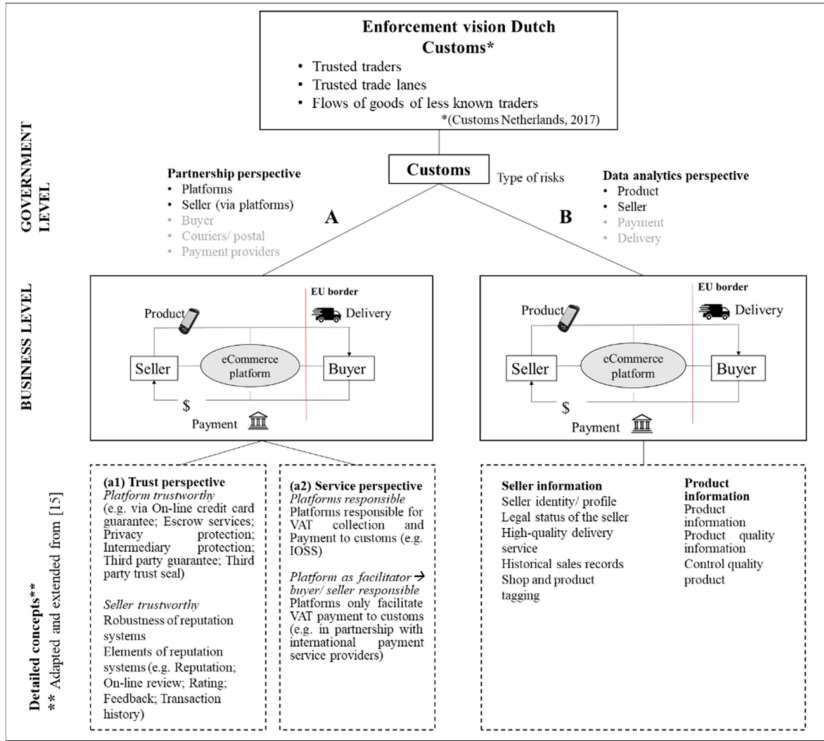 Enforcement vision Dutch
Customs*
• Trusted traders
• Trusted trade lanes
• Flows of goods of less known traders
*(Customs Netherlands, 2017)
GOVERNMENT
LEVEL
Customs
Type of risks
Partnership perspective
• Platforms
• Seller (via platforms)
• Buyer
• Couriers/ postal
• Payment providers
A
B
Data analytics perspective
• Product
• Seller
• Payment
• Delivery
BUSINESS LEVEL
EU border
Product
Delivery
Seller
eCommerce
platform
Buyer
$
Payment
EU border
Product
Delivery
Seller
eCommerce
platform
Buyer
$
Payment
Detailed concepts**
** Adapted and extended from [15]
(a1) Trust perspective
Platform trustworthy
(e.g. via On-line credit card
guarantee; Escrow services;
Privacy protection;
Intermediary protection;
Third party guarantee; Third
party trust seal)
Seller trustworthy
Robustness of reputation
systems
Elements of reputation
systems (e.g. Reputation;
On-line review; Rating;
Feedback; Transaction
history)
(a2) Service perspective
Platforms responsible
Platforms responsible for
VAT collection and
Payment to customs (e.g.
IOSS)
Platform as facilitator→
buyer/ seller responsible
Platforms only facilitate
VAT payment to customs
(e.g. in partnership with
international payment
service providers)
Seller information
Seller identity/ profile
Legal status of the seller
High-quality delivery
service
Historical sales records
Shop and product
tagging
Product
information
Product
information
Product quality
information
Control quality
product